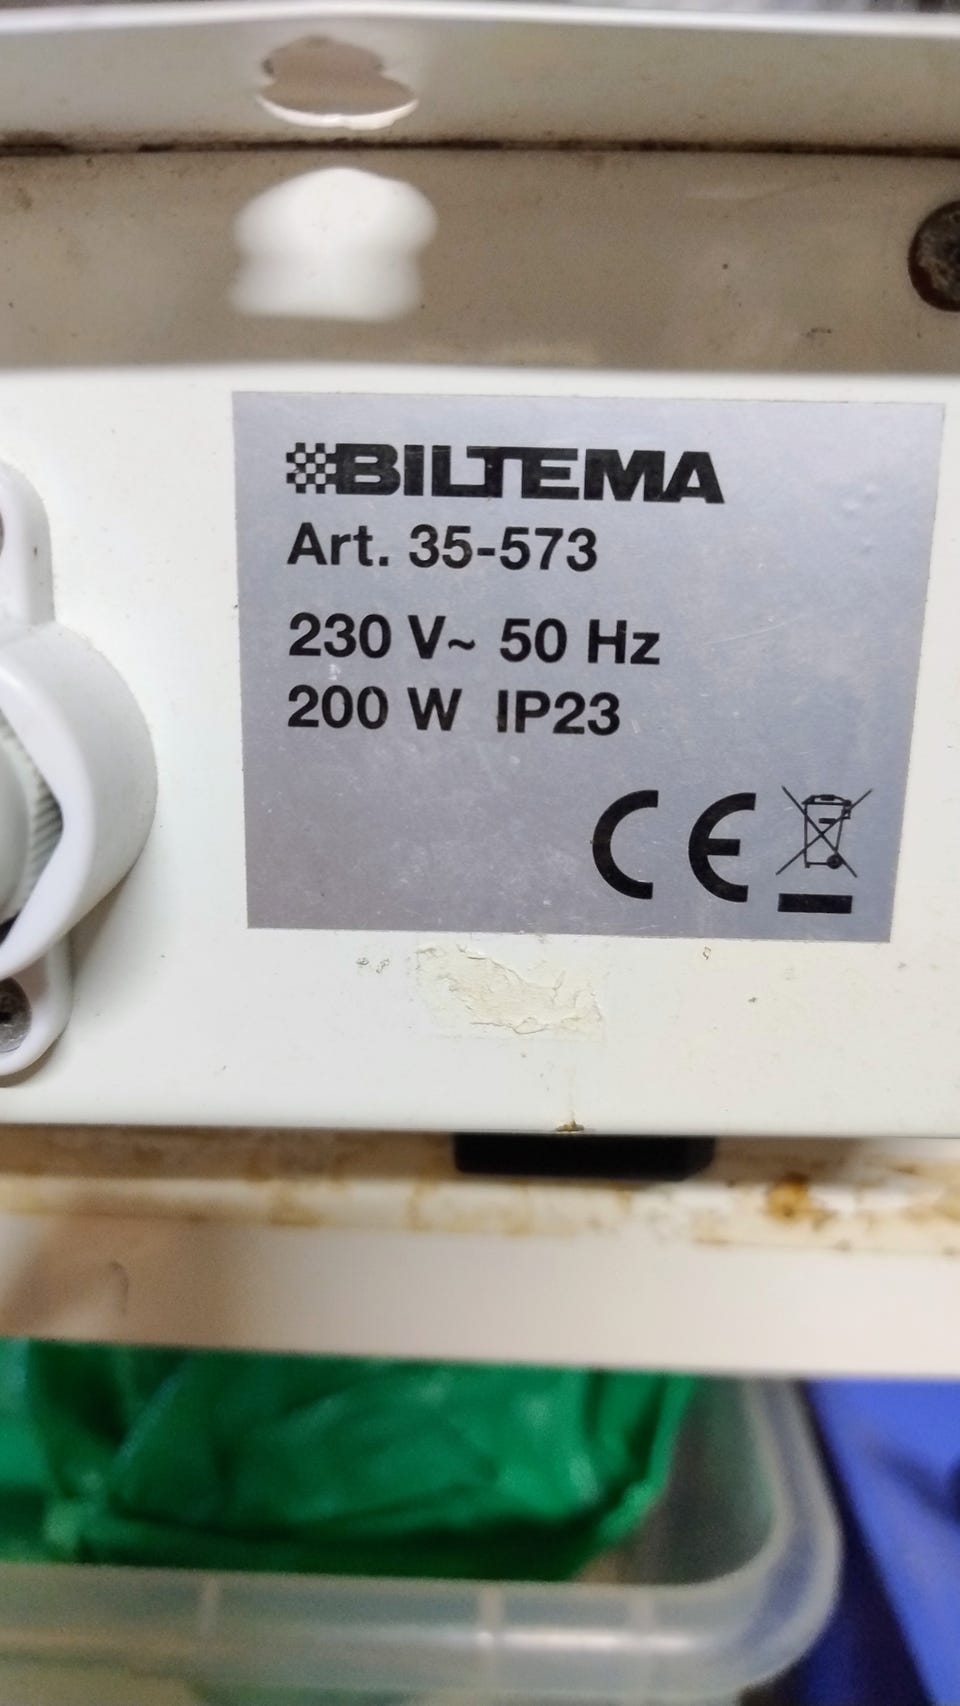 BILTEMA
Art. 35-573
230 V~ 50 Hz
200 W IP23
CE